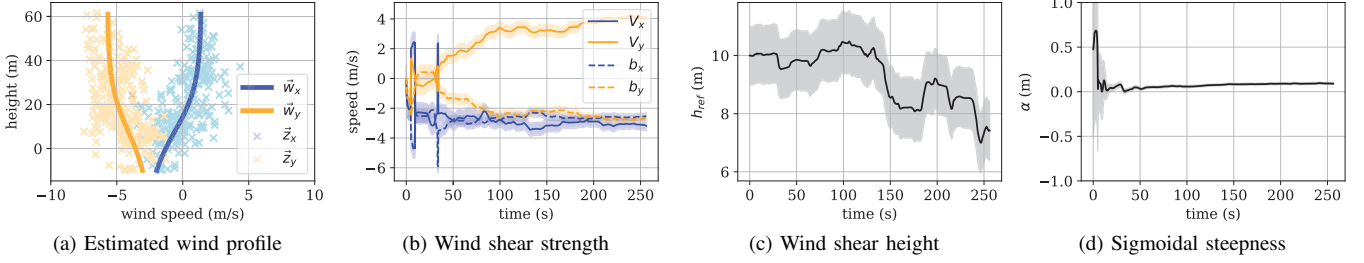 60
40
20
0
height (m)
−10
−5
0
5
10
wind speed (m/s)
w⃗x
w⃗y
z⃗x
z⃗y
(a) Estimated wind profile
4
2
0
−2
−4
−6
speed (m/s)
0
50
100
150
200
250
time (s)
Vx
Vy
bx
by
(b) Wind shear strength
10
8
6
href (m)
0
50
100
150
200
250
time (s)
(c) Wind shear height
1.0
0.5
0.0
−0.5
−1.0
α (m)
0
50
100
150
200
250
time (s)
(d) Sigmoidal steepness